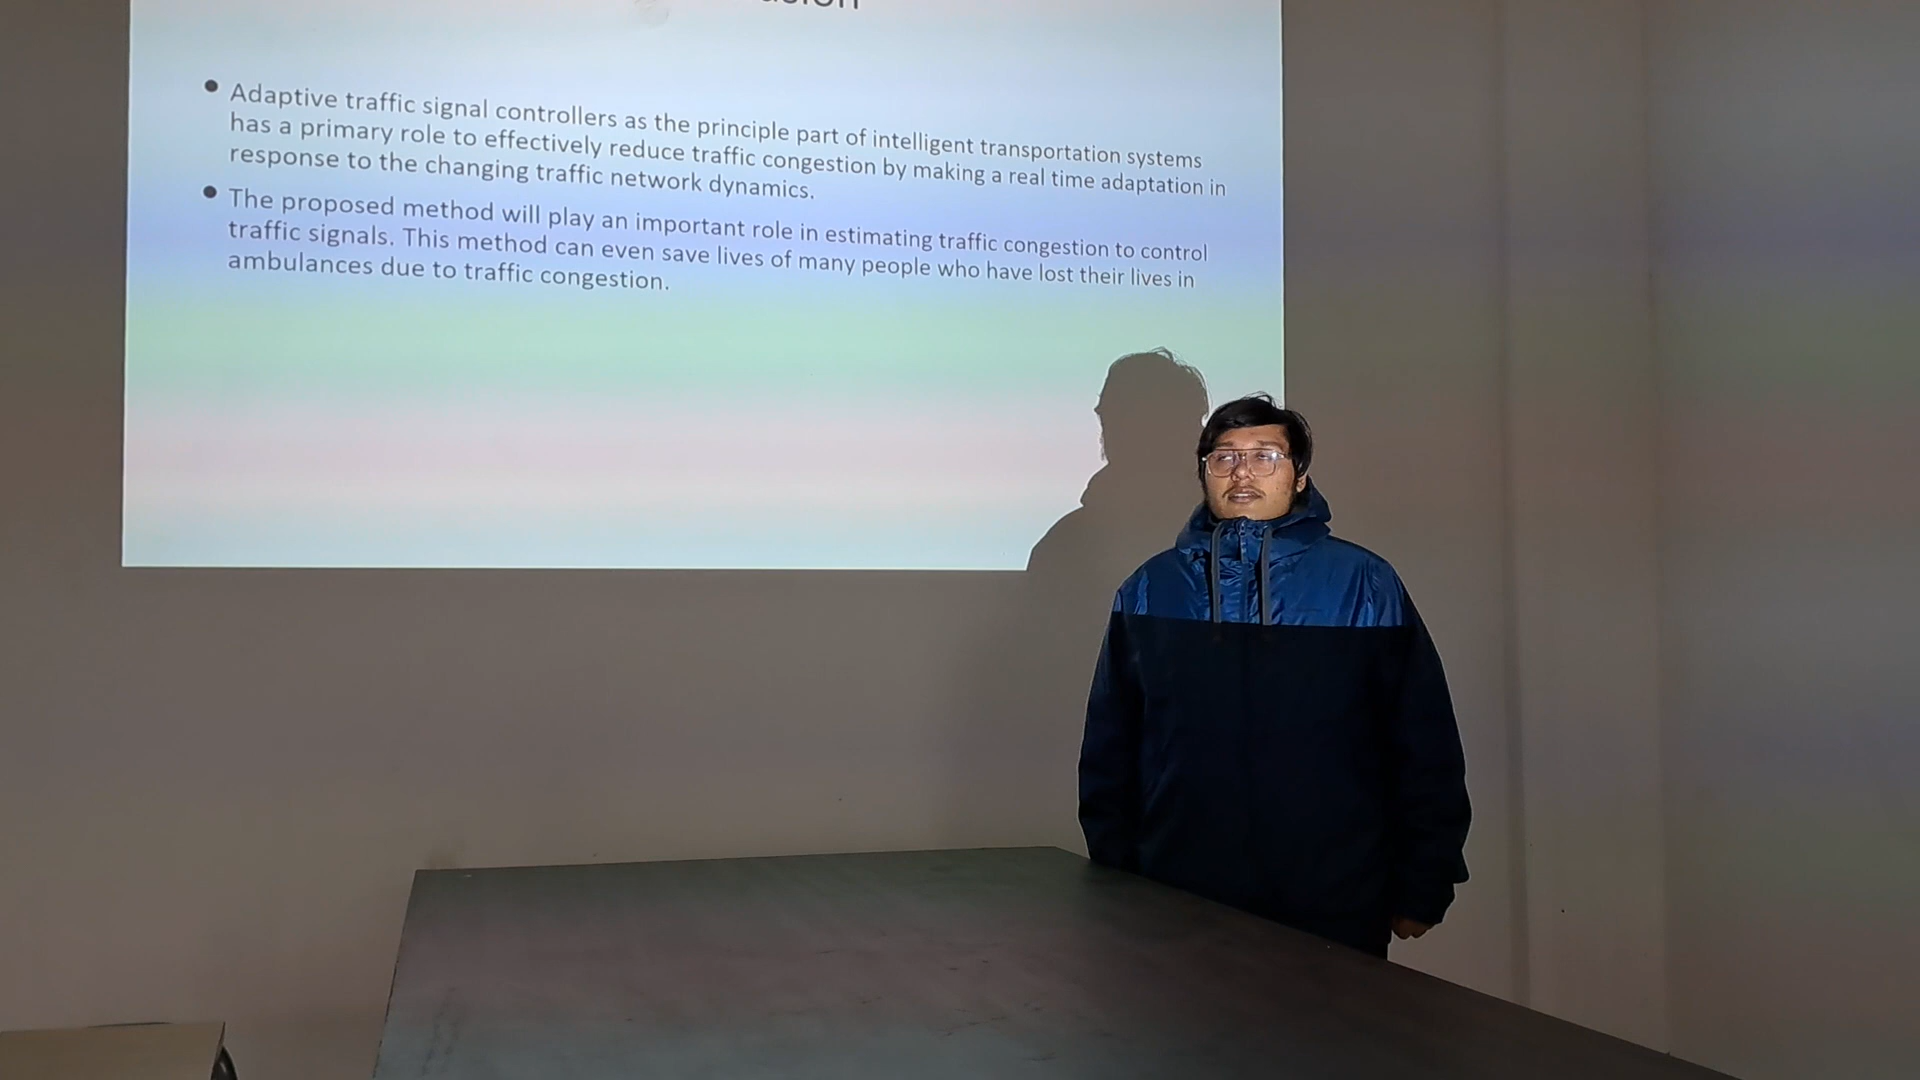 Adaptive traffic signal controllers as the principle part of intelligent transportation systems
has a primary role to effectively reduce traffic congestion by making a real time adaptation in
response to the changing traffic network dynamics.
The proposed method will play an important role in estimating traffic congestion to control
traffic signals. This method can even save lives of many people who have lost their lives in
ambulances due to traffic congestion.